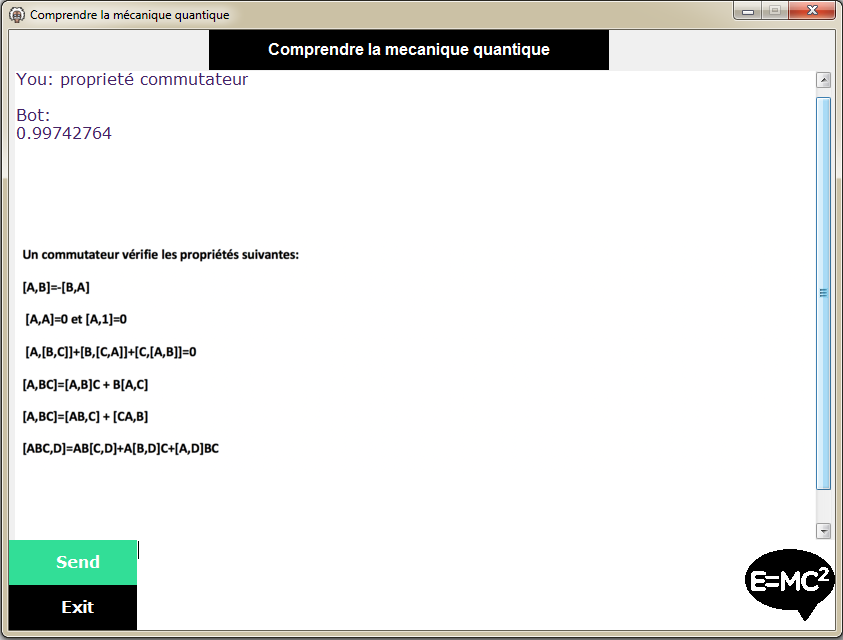 Comprendre la mécanique quantique
Comprendre la mecanique quantique
You: proprieté commutateur
Bot:
0.99742764
Un commutateur vérifie les propriétés suivantes:
[A,B]=-[B,A]
[A,A]=0 et [A,1]=0
[A,[B,C]]+[B,[C,A]]+[C,[A,B]]=0
[A,BC]=[A,B]C + B[A,C]
[A,BC]=[AB,C] + [CA,B]
[ABC,D]=AB[C,D]+A[B,D]C+[A,D]BC
Send
Exit
E=MC²